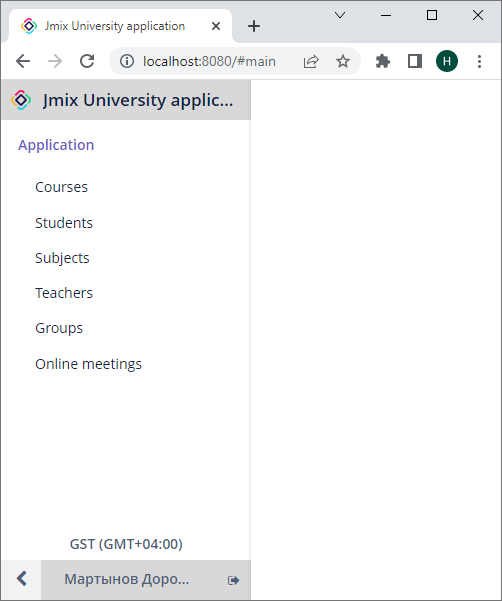 Jmix University application
localhost:8080/#main
H
Jmix University applic...
Application
Courses
Students
Subjects
Teachers
Groups
Online meetings
GST (GMT+04:00)
Мартынов Доро...